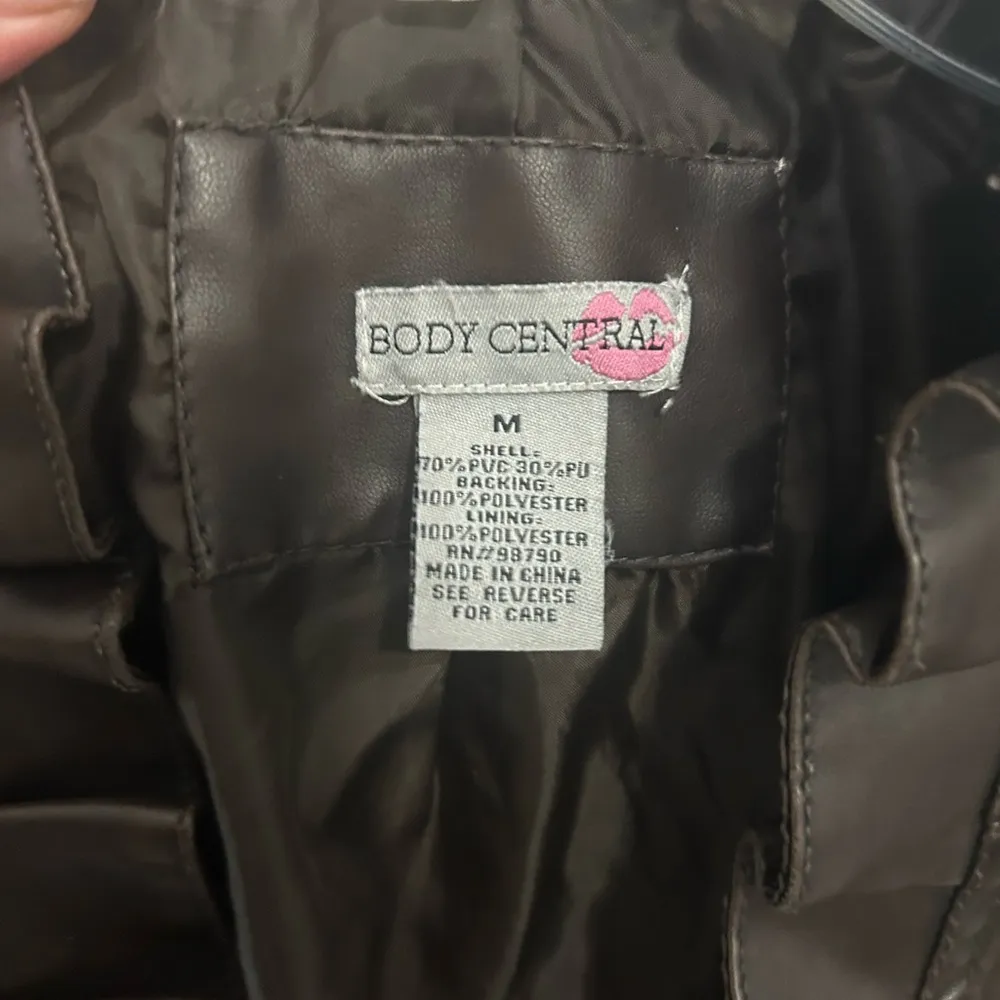 BODY CENTRAL
M
SHELL:
70%PVC 30%PU
BACKING:
100%POLYESTER
LINING:
100%POLYESTER
RN#98790
MADE IN CHINA
SEE REVERSE
FOR CARE